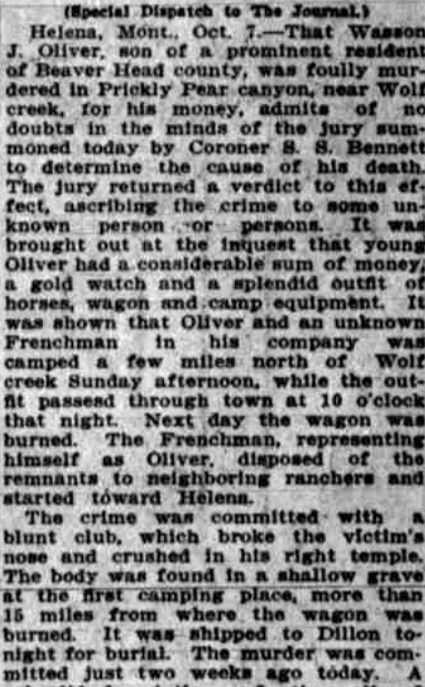 (Special Dispatch to The Journal.)
Helena, Mont., Oct. 7.—That Wasson
J. Oliver, son of a prominent resident
of Beaver Head county, was foully mur-
dered in Prickly Pear canyon, near Wolf
creek, for his money, admits of no
doubts in the minds of the jury sum-
moned today by Coroner S. S. Bennett
to determine the cause of his death.
The jury returned a verdict to this ef-
fect, ascribing the crime to some un-
known person or persons. It was
brought out at the inquest that young
Oliver had a considerable sum of money,
a gold watch and a splendid outfit of
horses, wagon and camp equipment. It
was shown that Oliver and an unknown
Frenchman in his company was
camped a few miles north of Wolf
creek Sunday afternoon, while the out-
fit passesd through town at 10 o'clock
that night. Next day the wagon was
burned. The Frenchman, representing
himself as Oliver, disposed of the
remnants to neighboring ranchers and
started toward Helena.
The crime was committed with a
blunt club, which broke the victim's
nose and crushed in his right temple.
The body was found in a shallow grave
at the first camping place, more than
15 miles from where the wagon was
burned. It was shipped to Dillon to-
night for burial. The murder was com-
mitted just two weeks ago today. A